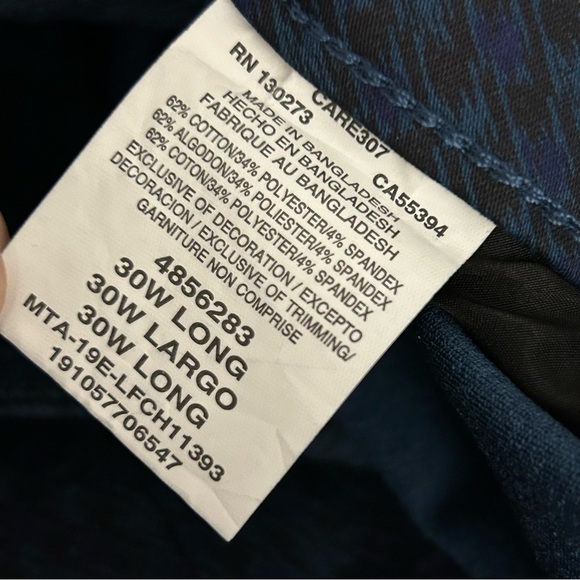 CARE307
RN 130273 CA55394
MADE IN BANGLADESH
HECHO EN BANGLADESH
FABRIQUE AU BANGLADESH
62% COTTON/34% POLYESTER/4% SPANDEX
62% ALGODON/34% POLIESTER/4% SPANDEX
62% COTON/34% POLYESTER/4% SPANDEX
EXCLUSIVE OF DECORATION / EXCEPTO
DECORACION / EXCLUSIVE OF TRIMMING/
GARNITURE NON COMPRISE
4856283
30W LONG
30W LARGO
30W LONG
MTA-19E-LFCH11393
191057706547